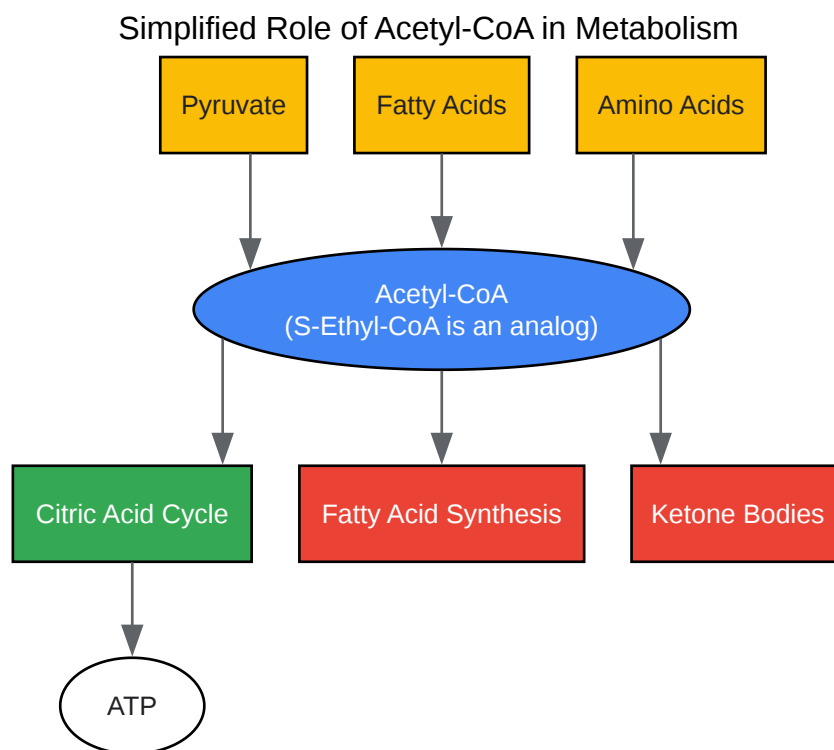 Simplified Role of Acetyl-CoA in Metabolism
Pyruvate
Fatty Acids
Amino Acids
Acetyl-CoA
(S-Ethyl-CoA is an analog)
Citric Acid Cycle
Fatty Acid Synthesis
Ketone Bodies
ATP